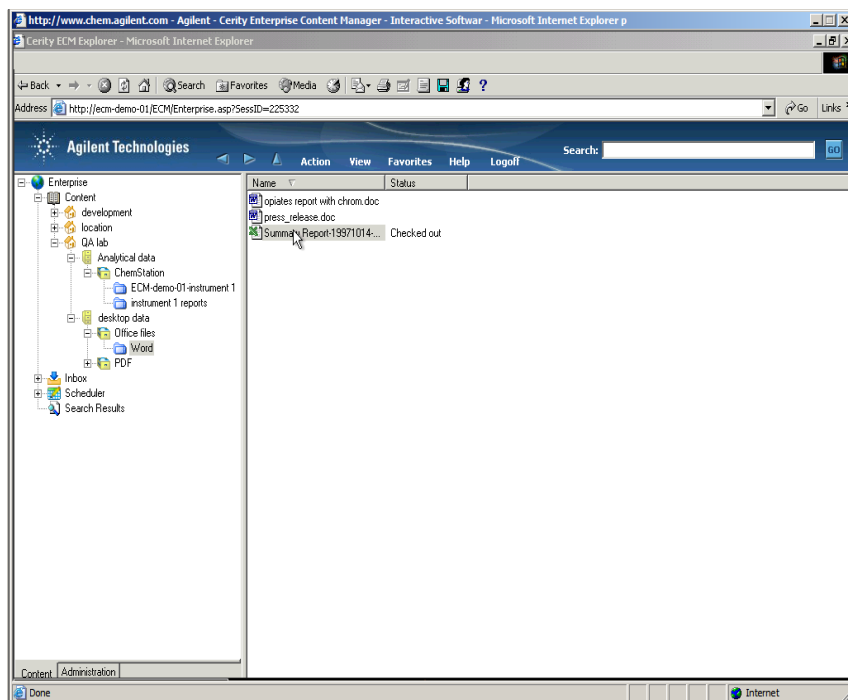 http://www.chem.agilent.com - Agilent - Cerity Enterprise Content Manager - Interactive Softwar - Microsoft Internet Explorer p
Cerity ECM Explorer - Microsoft Internet Explorer
Back Search Favorites Media
Address http://ecm-demo-01/ECM/Enterprise.asp?SessID=225332 Go Links
Agilent Technologies Action View Favorites Help Logoff Search: GO
Enterprise
Content
development
location
QA lab
Analytical data
ChemStation
ECM-demo-01-instrument 1
instrument 1 reports
desktop data
Office files
Word
PDF
Inbox
Scheduler
Search Results
Name Status
opiates report with chrom.doc
press_release.doc
Summary Report-19971014-... Checked out
Content Administration
Done Internet